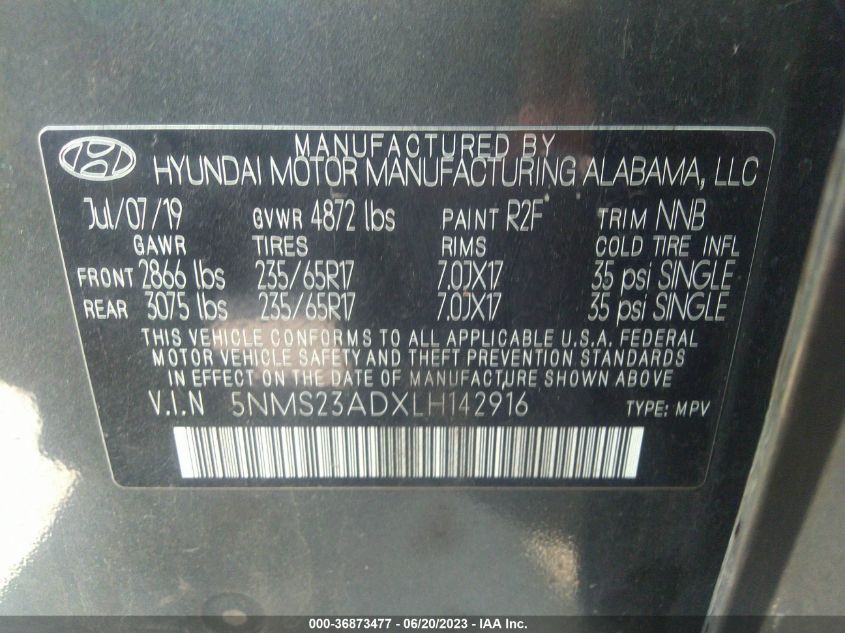 MANUFACTURED BY
HYUNDAI MOTOR MANUFACTURING ALABAMA, LLC
Jul/07/19 GVWR 4872 lbs PAINT R2F TRIM NNB
GAWR TIRES RIMS COLD TIRE INFL
FRONT 2866 lbs 235/65R17 7.0JX17 35 psi SINGLE
REAR 3075 lbs 235/65R17 7.0JX17 35 psi SINGLE
THIS VEHICLE CONFORMS TO ALL APPLICABLE U.S.A. FEDERAL
MOTOR VEHICLE SAFETY AND THEFT PREVENTION STANDARDS
IN EFFECT ON THE DATE OF MANUFACTURE SHOWN ABOVE
V.I.N 5NMS23ADXLH142916 TYPE: MPV
000-36873477 - 06/20/2023 - IAA Inc.